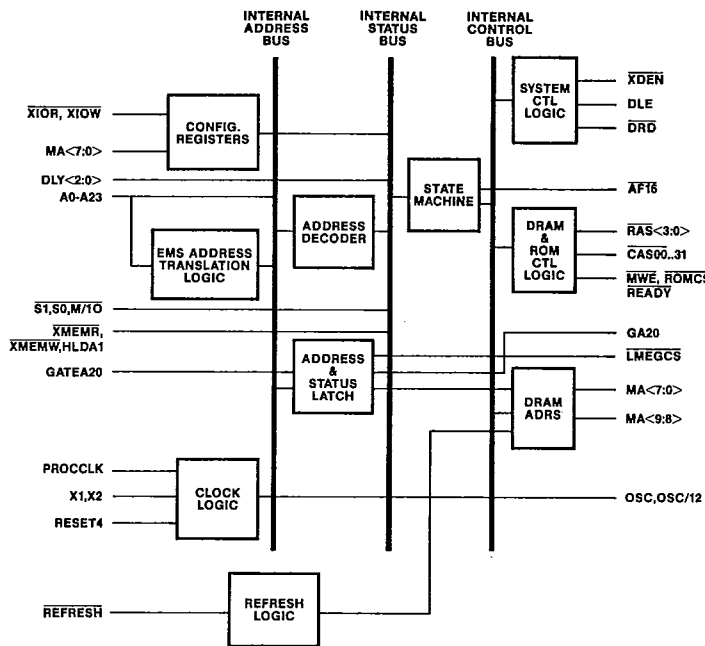 INTERNAL
ADDRESS
BUS
INTERNAL
STATUS
BUS
INTERNAL
CONTROL
BUS
XIOR, XIOW
MA<7:0>
CONFIG.
REGISTERS
SYSTEM
CTL
LOGIC
XDEN
DLE
DRD
DLY<2:0>
A0-A23
STATE
MACHINE
AF16
ADDRESS
DECODER
EMS ADDRESS
TRANSLATION
LOGIC
DRAM
&
ROM
CTL
LOGIC
RAS<3:0>
CAS00..31
MWE, ROMCS
READY
S1,S0,M/1O
XMEMR,
XMEMW,HLDA1
GATEA20
ADDRESS
&
STATUS
LATCH
GA20
LMEGCS
DRAM
ADRS
MA<7:0>
MA<9:8>
PROCCLK
X1,X2
RESET4
CLOCK
LOGIC
OSC,OSC/12
REFRESH
REFRESH
LOGIC